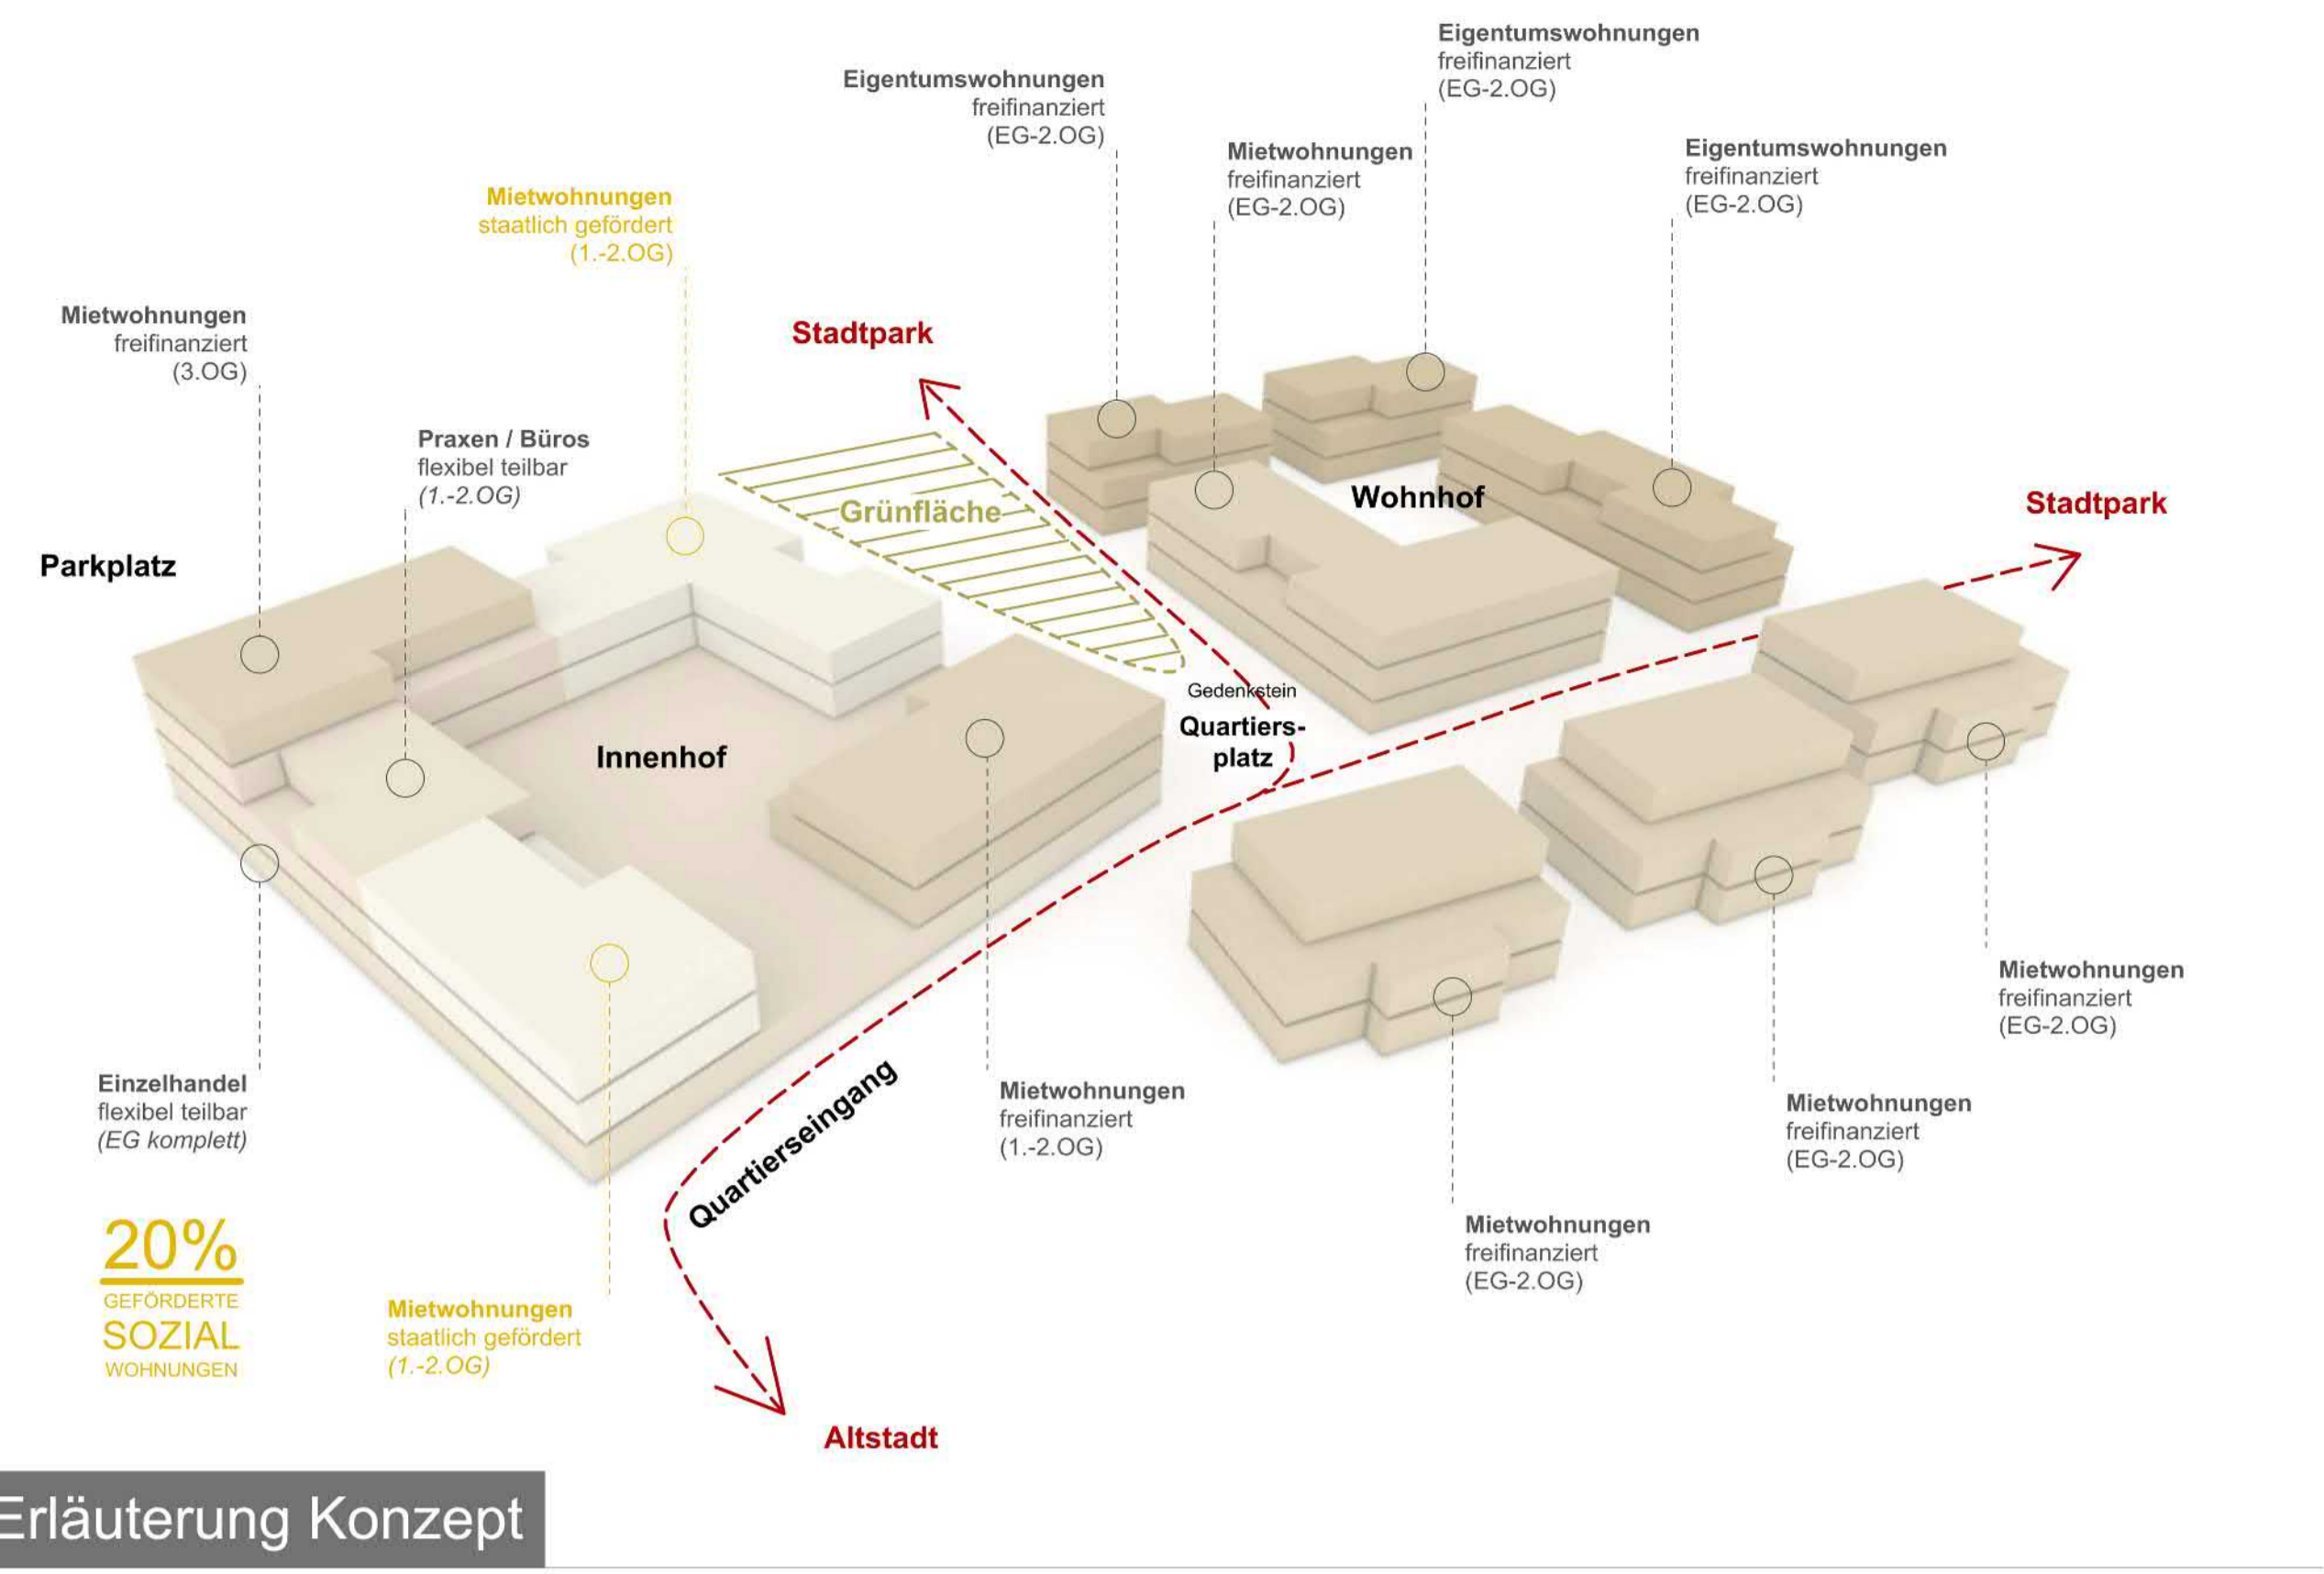 Eigentumswohnungen
freifinanziert
(EG-2.OG)
Eigentumswohnungen
freifinanziert
(EG-2.OG)
Mietwohnungen
freifinanziert
(EG-2.OG)
Eigentumswohnungen
freifinanziert
(EG-2.OG)
Mietwohnungen
staatlich gefördert
(1.-2.OG)
Mietwohnungen
freifinanziert
(3.OG)
Stadtpark
Praxen / Büros
flexibel teilbar
(1.-2.OG)
Grünfläche
Wohnhof
Stadtpark
Parkplatz
Gedenkstein
Quartiers-
platz
Innenhof
Mietwohnungen
freifinanziert
(EG-2.OG)
Einzelhandel
flexibel teilbar
(EG komplett)
Quartierseingang
Mietwohnungen
freifinanziert
(1.-2.OG)
Mietwohnungen
freifinanziert
(EG-2.OG)
Mietwohnungen
freifinanziert
(EG-2.OG)
20%
GEFÖRDERTE
SOZIAL
WOHNUNGEN
Mietwohnungen
staatlich gefördert
(1.-2.OG)
Altstadt
Erläuterung Konzept